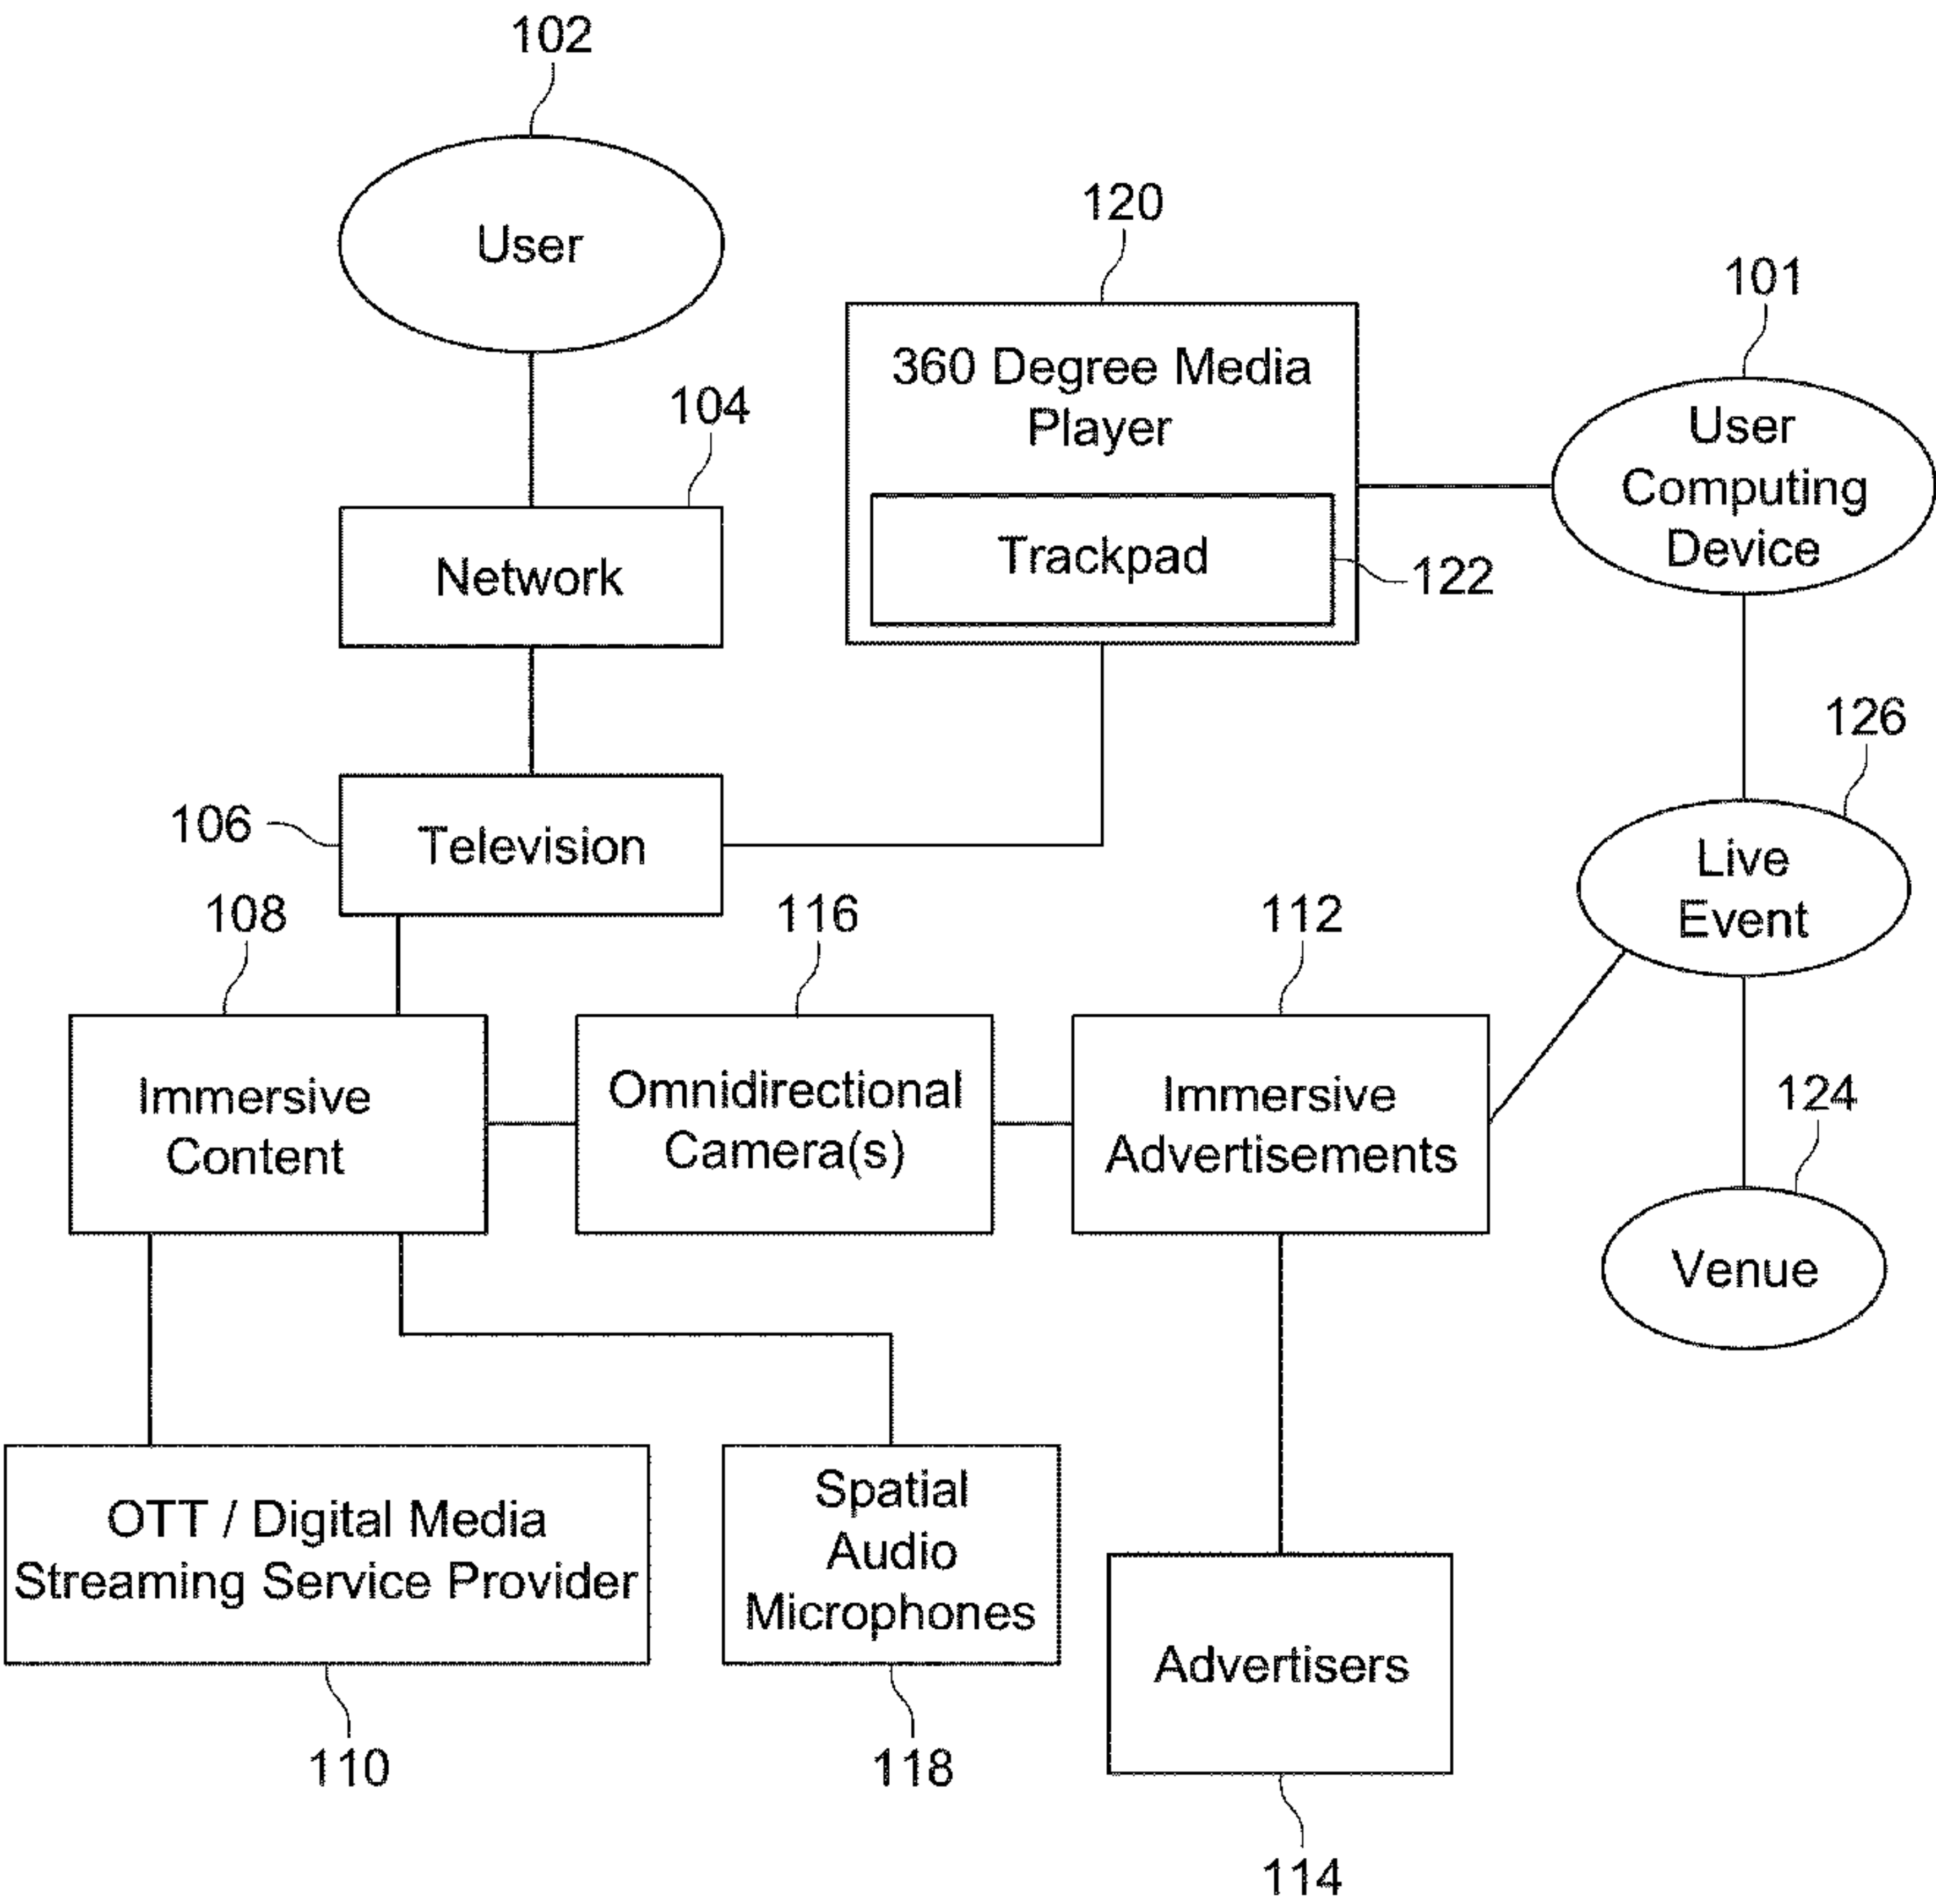 102
User
120
360 Degree Media
Player
101
User
Computing
Device
104
Network
Trackpad
122
126
Live
Event
106
Television
108
116
112
Immersive
Content
Omnidirectional
Camera(s)
Immersive
Advertisements
124
Venue
OTT / Digital Media
Streaming Service Provider
Spatial
Audio
Microphones
Advertisers
110
118
114